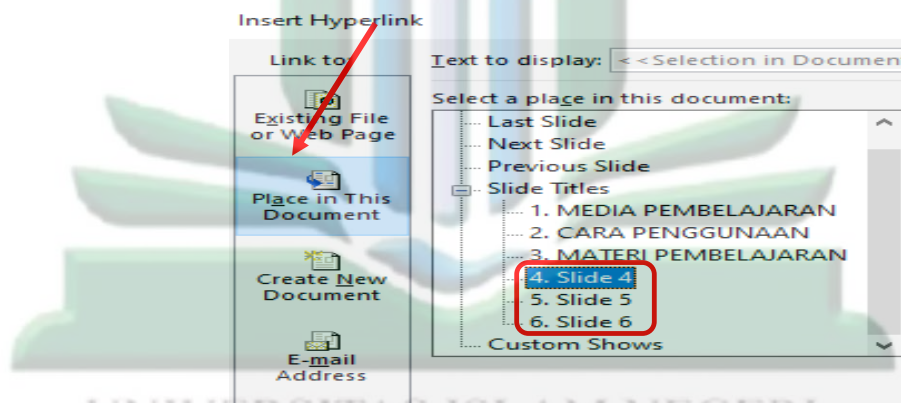 Insert Hyperlink
Link to:
Text to display: <<Selection in Documen
Existing File
or Web Page
Select a place in this document:
Last Slide
Next Slide
Previous Slide
Slide Titles
1. MEDIA PEMBELAJARAN
2. CARA PENGGUNAAN
3. MATERI PEMBELAJARAN
4. Slide 4
5. Slide 5
6. Slide 6
Custom Shows
Place in This
Document
Create New
Document
E-mail
Address